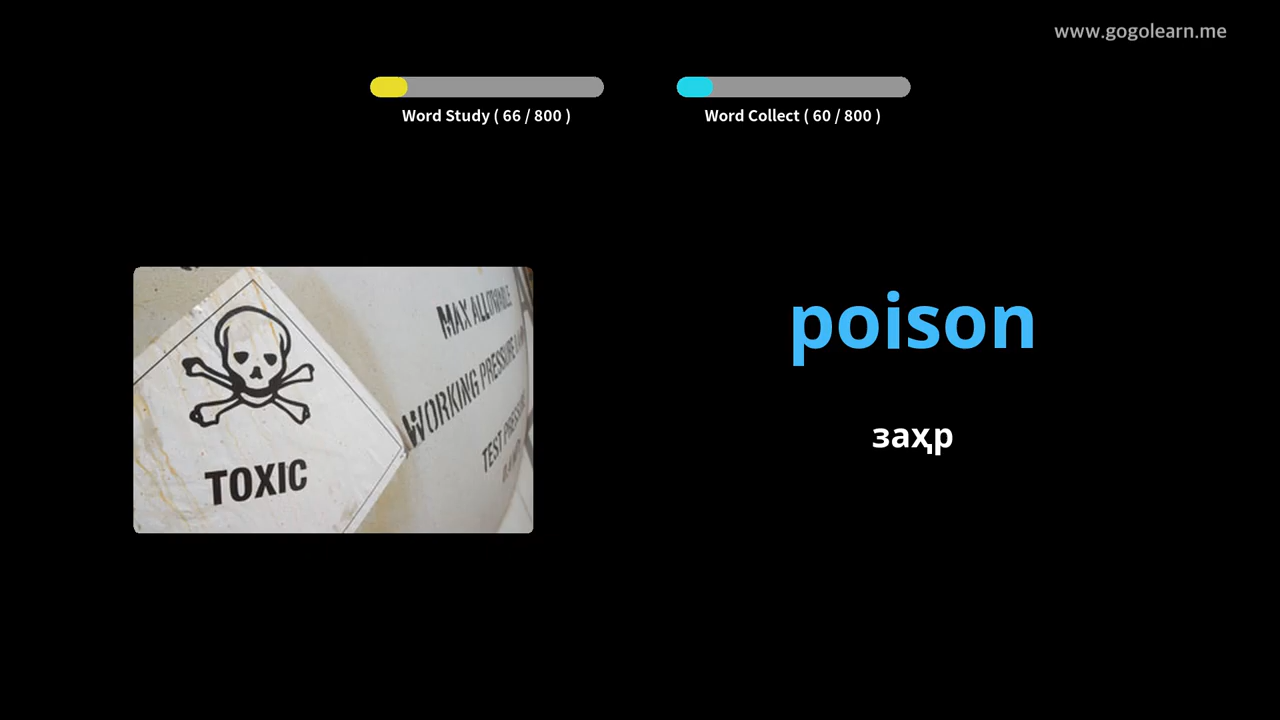 www.gogolearn.me
Word Study ( 66 / 800 )
Word Collect ( 60 / 800 )
MAX ALLOWABLE
WORKING PRESSURE
TEST PRESSURE
TOXIC
poison
заҳр